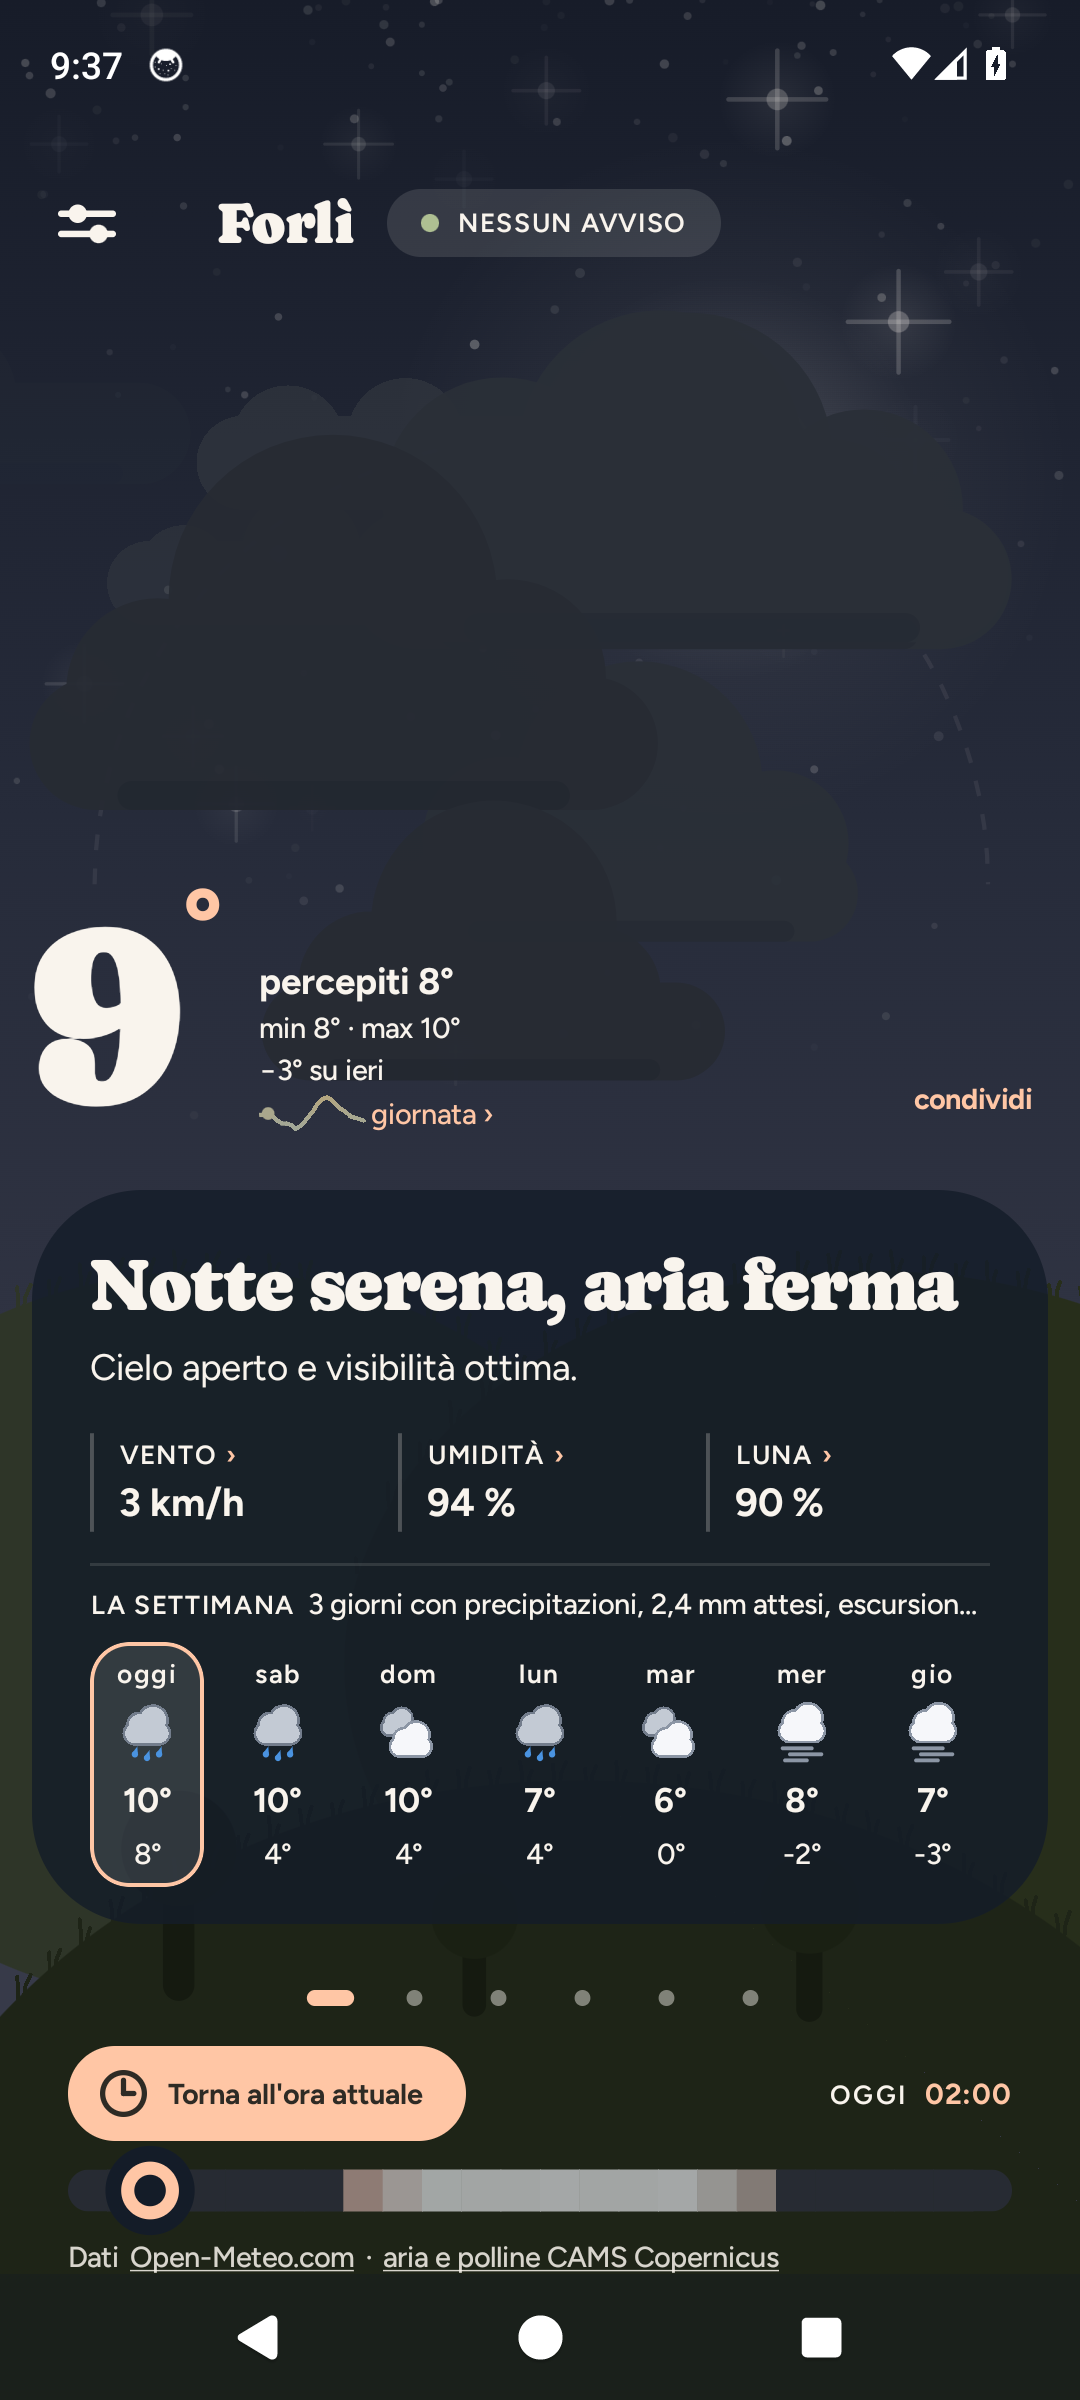 9:37
Forlì
NESSUN AVVISO
9°
percepiti 8°
min 8° · max 10°
−3° su ieri
giornata ›
condividi
Notte serena, aria ferma
Cielo aperto e visibilità ottima.
VENTO › UMIDITÀ › LUNA ›
3 km/h 94 % 90 %
LA SETTIMANA 3 giorni con precipitazioni, 2,4 mm attesi, escursion...
oggi sab dom lun mar mer gio
10° 10° 10° 7° 6° 8° 7°
8° 4° 4° 4° 0° -2° -3°
Torna all'ora attuale
OGGI 02:00
Dati Open-Meteo.com · aria e polline CAMS Copernicus